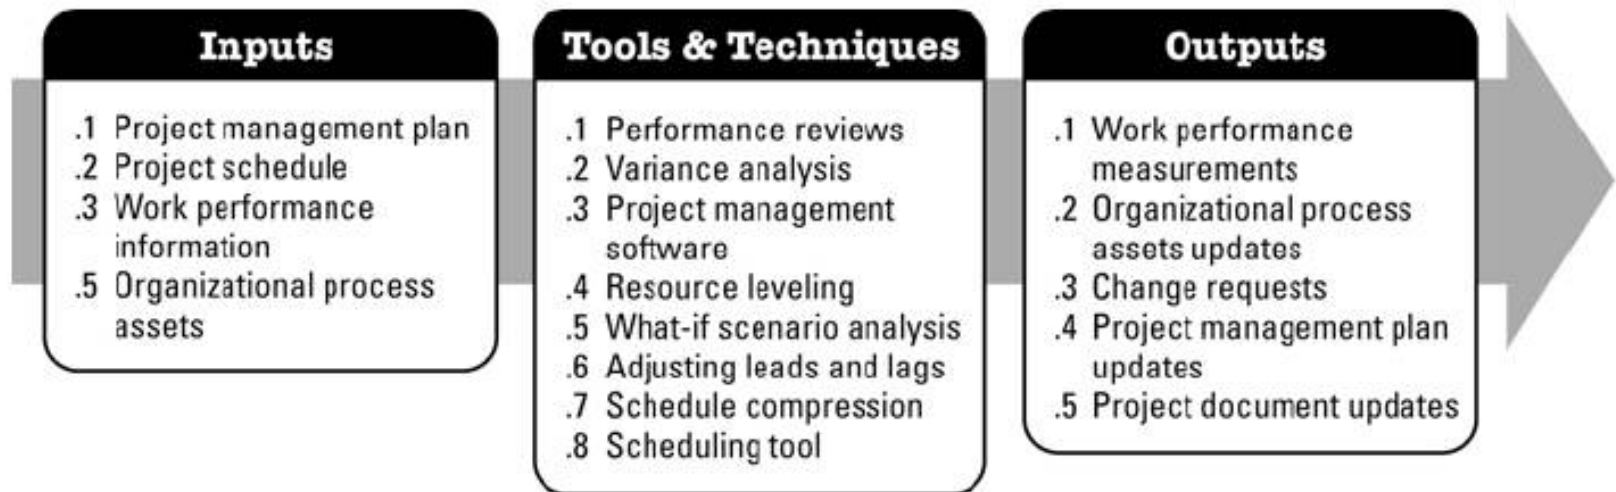 Inputs
.1 Project management plan
.2 Project schedule
.3 Work performance
information
.5 Organizational process
assets
Tools & Techniques
.1 Performance reviews
.2 Variance analysis
.3 Project management
software
.4 Resource leveling
.5 What-if scenario analysis
.6 Adjusting leads and lags
.7 Schedule compression
.8 Scheduling tool
Outputs
.1 Work performance
measurements
.2 Organizational process
assets updates
.3 Change requests
.4 Project management plan
updates
.5 Project document updates